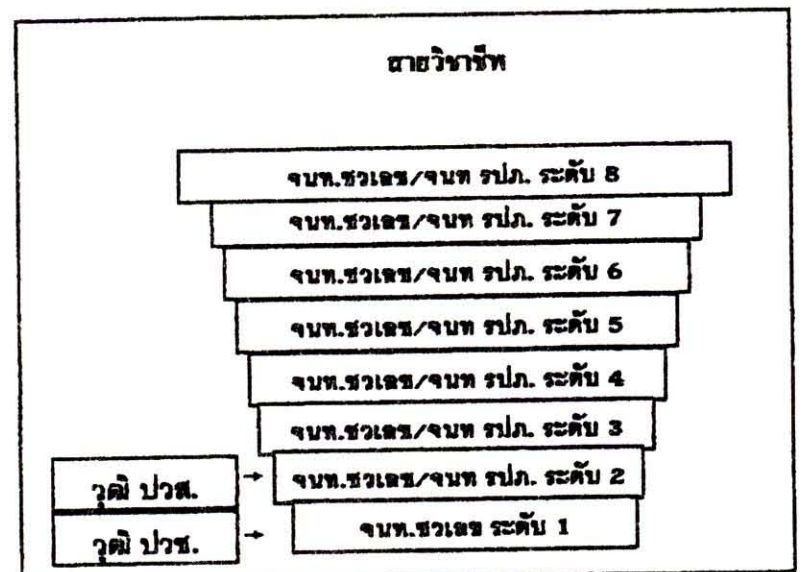 สายวิชาชีพ
จนท.ชวเลข/จนท รปภ. ระดับ 8
จนท.ชวเลข/จนท รปภ. ระดับ 7
จนท.ชวเลข/จนท รปภ. ระดับ 6
จนท.ชวเลข/จนท รปภ. ระดับ 5
จนท.ชวเลข/จนท รปภ. ระดับ 4
จนท.ชวเลข/จนท รปภ. ระดับ 3
วุฒิ ปวส. → จนท.ชวเลข/จนท รปภ. ระดับ 2
วุฒิ ปวช. → จนท.ชวเลข ระดับ 1